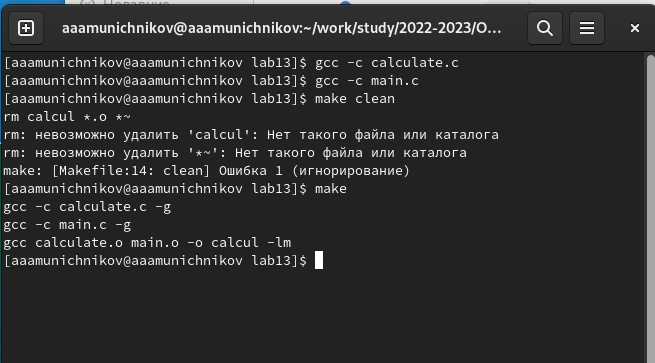 aaamunichnikov@aaamunichnikov:~/work/study/2022-2023/O...
[aaamunichnikov@aaamunichnikov lab13]$ gcc -c calculate.c
[aaamunichnikov@aaamunichnikov lab13]$ gcc -c main.c
[aaamunichnikov@aaamunichnikov lab13]$ make clean
rm calcul *.o *~
rm: невозможно удалить 'calcul': Нет такого файла или каталога
rm: невозможно удалить '*~': Нет такого файла или каталога
make: [Makefile:14: clean] Ошибка 1 (игнорирование)
[aaamunichnikov@aaamunichnikov lab13]$ make
gcc -c calculate.c -g
gcc -c main.c -g
gcc calculate.o main.o -o calcul -lm
[aaamunichnikov@aaamunichnikov lab13]$